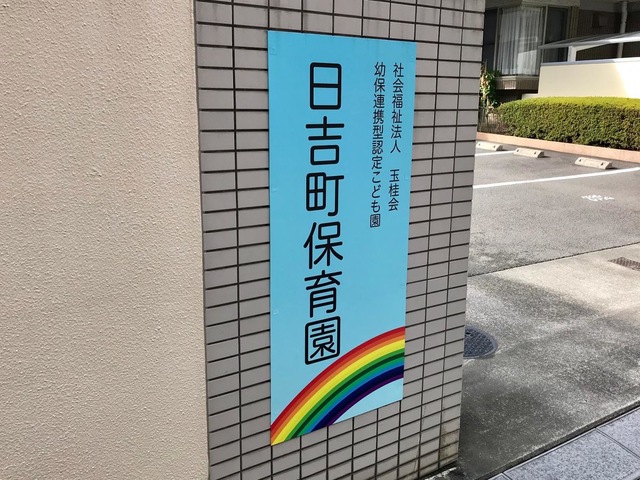 社会福祉法人 玉桂会
幼保連携型認定こども園
日吉町保育園